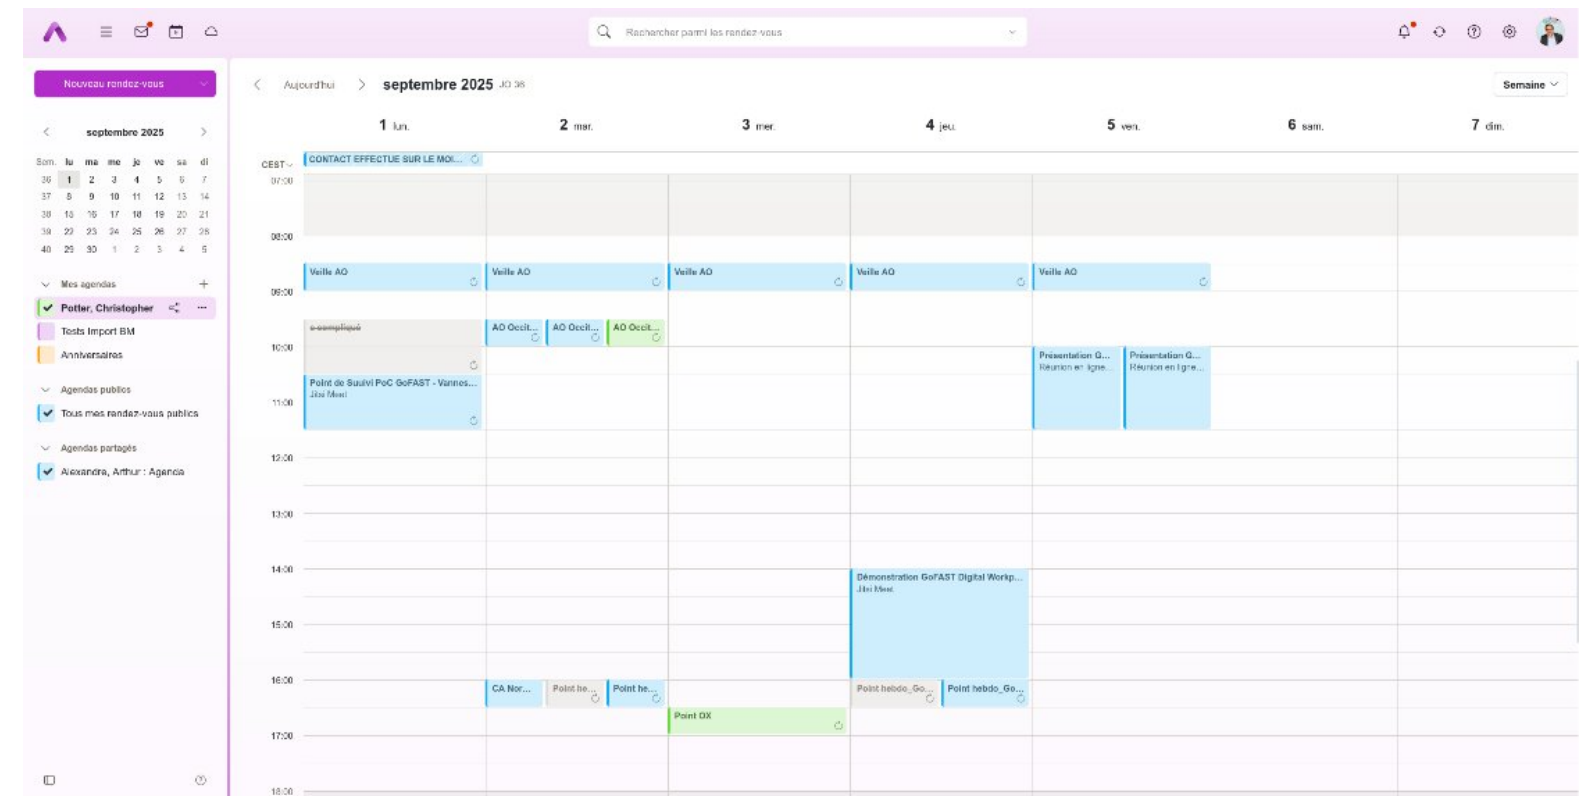 Rechercher parmi les rendez-vous
Nouveau rendez-vous
Aujourd'hui
septembre 2025 JO 36
Semaine
septembre 2025
Sem. lu ma me je ve sa di
36 1 2 3 4 5 6 7
37 8 9 10 11 12 13 14
38 15 16 17 18 19 20 21
39 22 23 24 25 26 27 28
40 29 30 1 2 3 4 5
Mes agendas
Potter, Christopher
Tests Import BM
Anniversaires
Agendas publics
Tous mes rendez-vous publics
Agendas partagés
Alexandre, Arthur : Agenda
1 lun. 2 mar. 3 mer. 4 jeu. 5 ven. 6 sam. 7 dim.
CEST
CONTACT EFFECTUE SUR LE MOI...
07:00
08:00
Veille AO Veille AO Veille AO Veille AO Veille AO
09:00
AO Occit... AO Occit... AO Occit...
10:00
Présentation G... Présentation G...
Réunion en ligne... Réunion en ligne...
Point de Suuivi PoC GoFAST - Vannes...
Jitsi Meet
11:00
12:00
13:00
14:00
Démonstration GoFAST Digital Workp...
Jitsi Meet
15:00
16:00
CA Nor... Point he... Point he... Point hebdo_Go... Point hebdo_Go...
Point OX
17:00
18:00